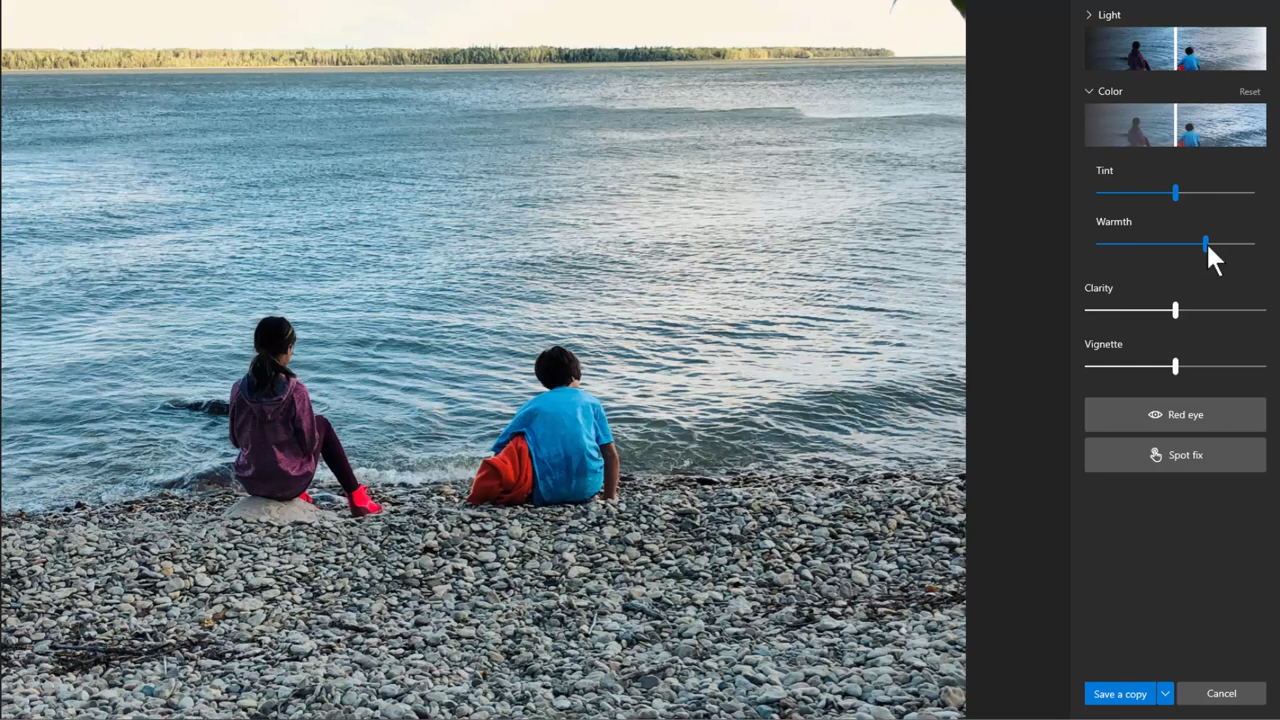 Light
Color
Reset
Tint
Warmth
Clarity
Vignette
Red eye
Spot fix
Save a copy
Cancel